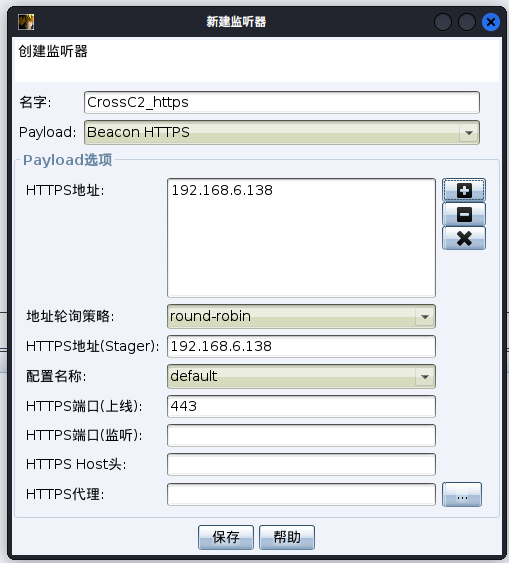 新建监听器
创建监听器
名字: CrossC2_https
Payload: Beacon HTTPS
Payload选项
HTTPS地址: 192.168.6.138
地址轮询策略: round-robin
HTTPS地址(Stager): 192.168.6.138
配置名称: default
HTTPS端口(上线): 443
HTTPS端口(监听):
HTTPS Host头:
HTTPS代理: ...
保存 帮助